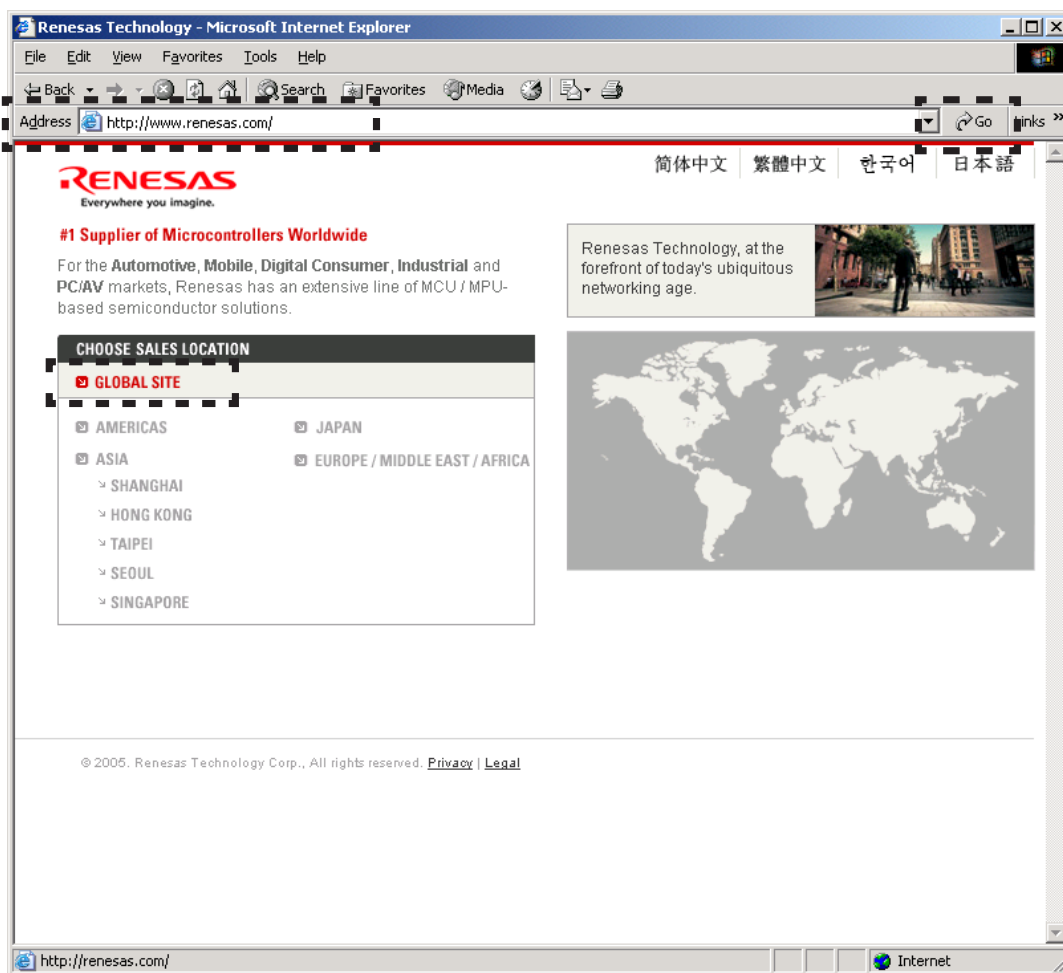 Renesas Technology - Microsoft Internet Explorer
File Edit View Favorites Tools Help
Back Search Favorites Media
Address http://www.renesas.com/ Go inks »
简体中文 繁體中文 한국어 日本語
RENESAS
Everywhere you imagine.
#1 Supplier of Microcontrollers Worldwide
For the Automotive, Mobile, Digital Consumer, Industrial and
PC/AV markets, Renesas has an extensive line of MCU / MPU-
based semiconductor solutions.
Renesas Technology, at the
forefront of today's ubiquitous
networking age.
CHOOSE SALES LOCATION
GLOBAL SITE
AMERICAS
JAPAN
ASIA
EUROPE / MIDDLE EAST / AFRICA
SHANGHAI
HONG KONG
TAIPEI
SEOUL
SINGAPORE
© 2005. Renesas Technology Corp., All rights reserved. Privacy | Legal
http://renesas.com/ Internet